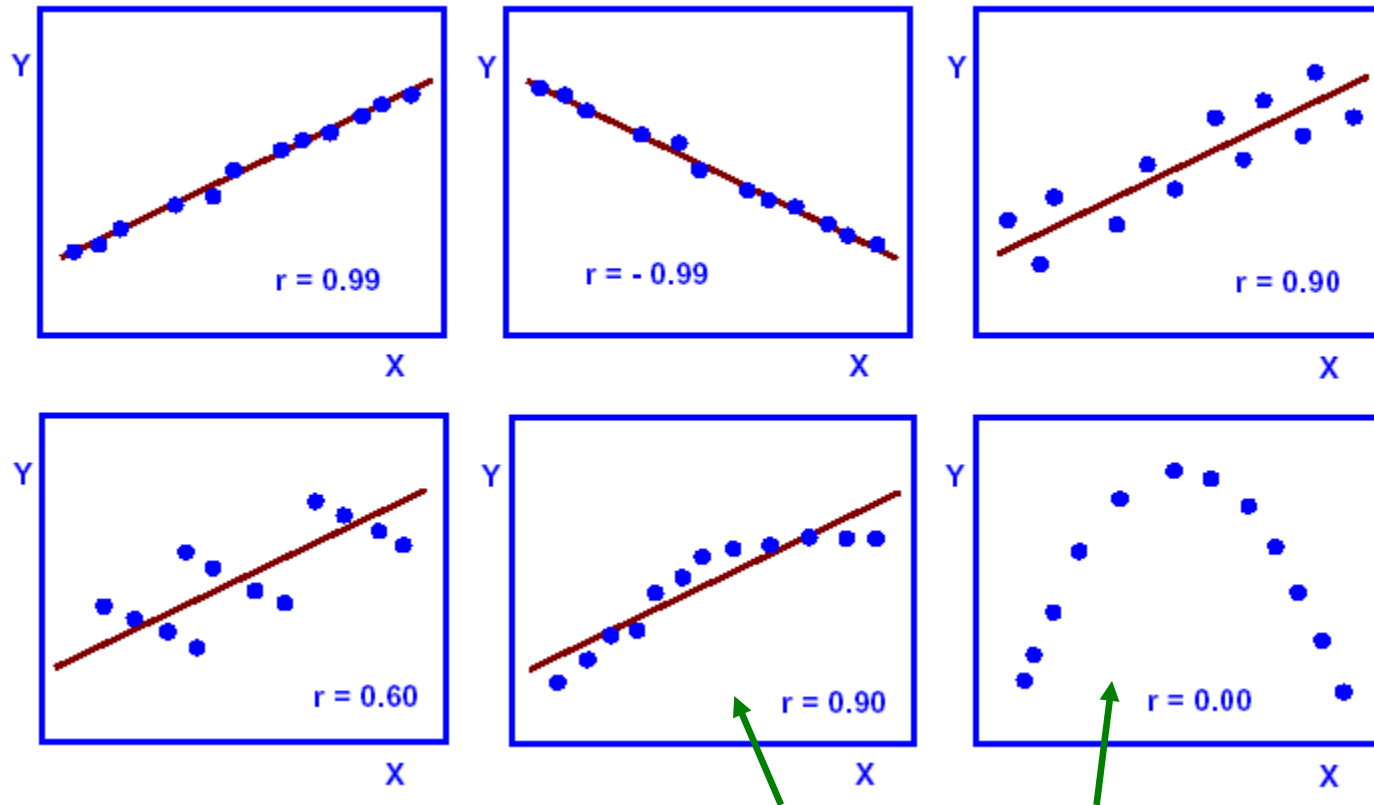 Y
r = 0.99
X
Y
r = - 0.99
X
Y
r = 0.90
X
Y
r = 0.60
X
Y
r = 0.90
X
Y
r = 0.00
X